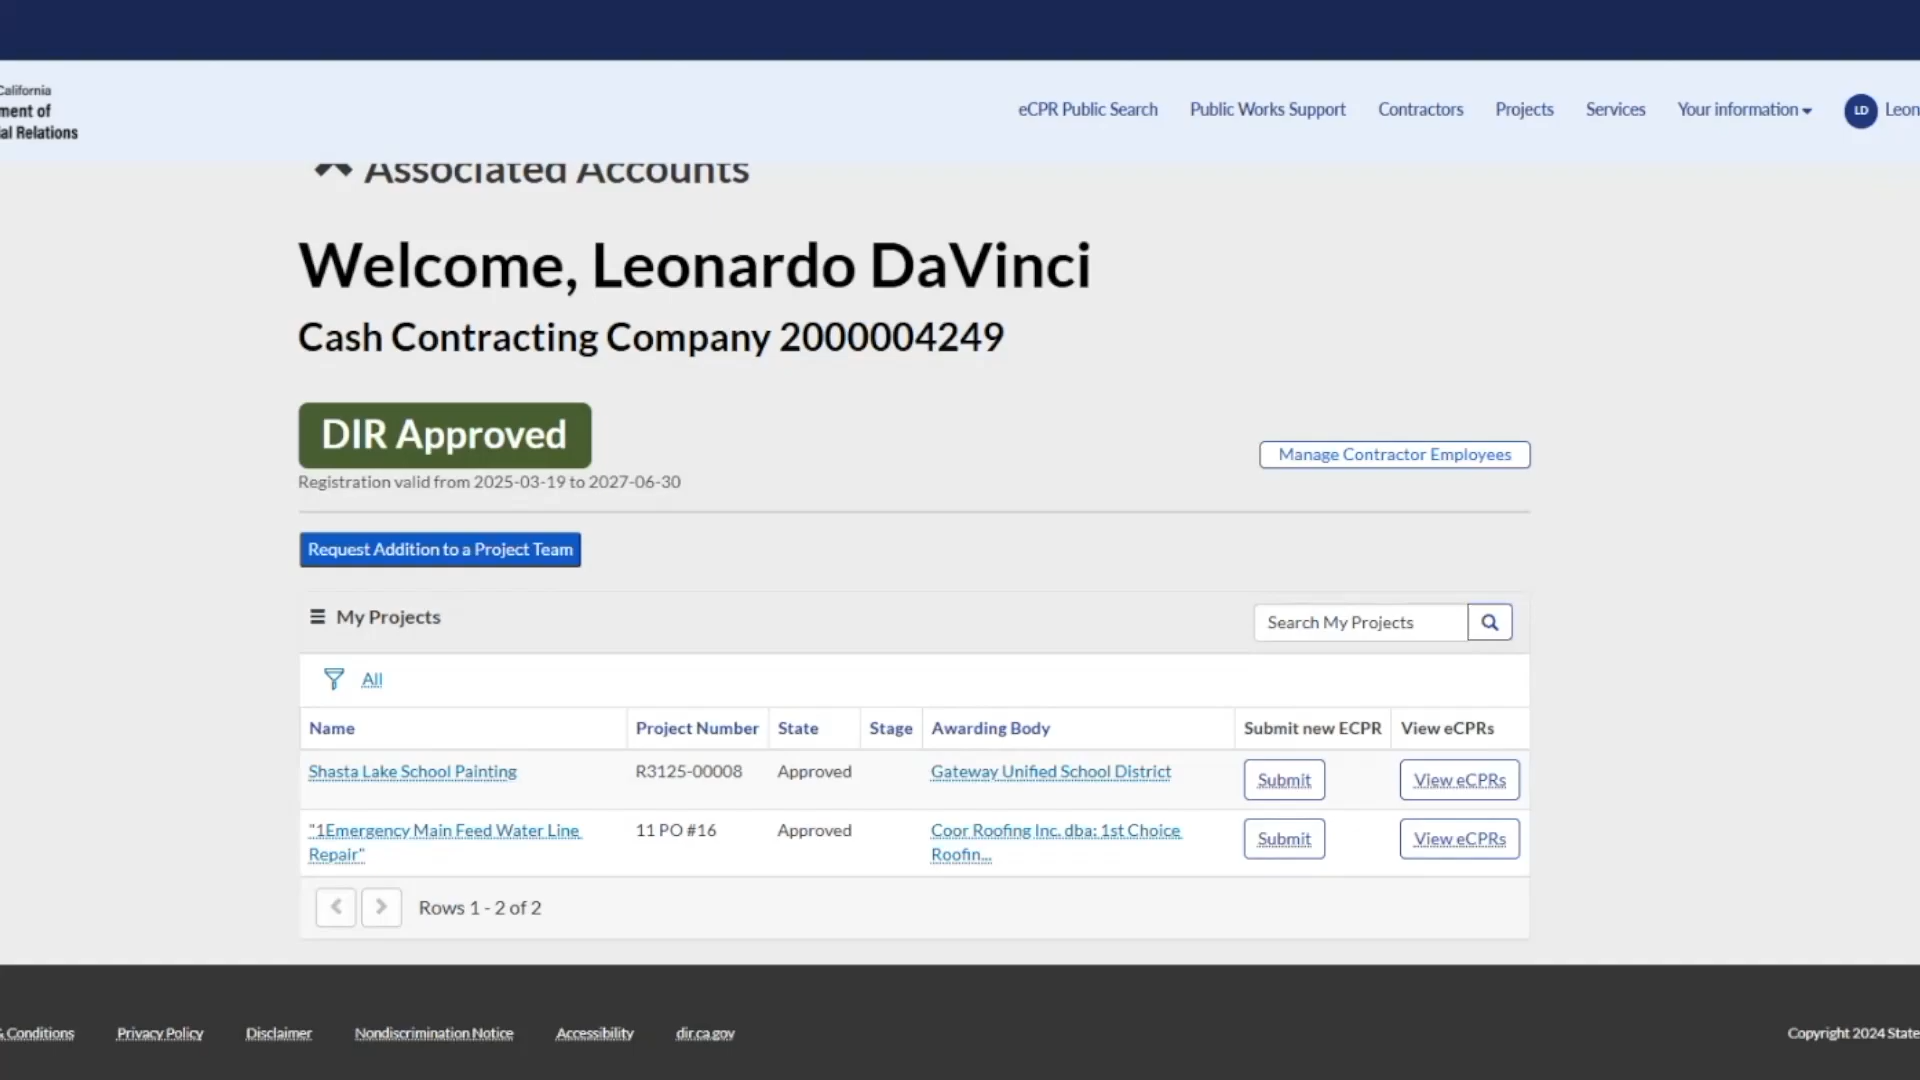 California
ment of
al Relations
eCPR Public Search
Public Works Support
Contractors
Projects
Services
Your information
LD
Leon
Associated Accounts
Welcome, Leonardo DaVinci
Cash Contracting Company 2000004249
DIR Approved
Registration valid from 2025-03-19 to 2027-06-30
Manage Contractor Employees
Request Addition to a Project Team
My Projects
Search My Projects
All
Name Project Number State Stage Awarding Body Submit new ECPR View eCPRs
Shasta Lake School Painting R3125-00008 Approved Gateway Unified School District Submit View eCPRs
"1Emergency Main Feed Water Line 11 PO #16 Approved Coor Roofing Inc. dba: 1st Choice Submit View eCPRs
Repair" Roofin...
Rows 1 - 2 of 2
& Conditions
Privacy Policy
Disclaimer
Nondiscrimination Notice
Accessibility
dir.ca.gov
Copyright 2024 State